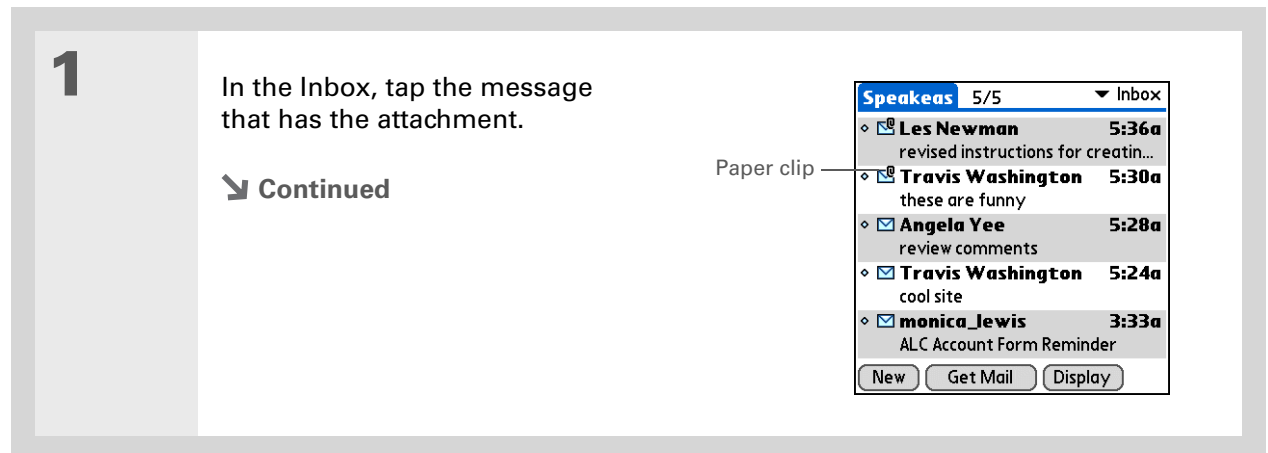 1
In the Inbox, tap the message
that has the attachment.
Continued
Paper clip
Speakeas 5/5 Inbox
Les Newman 5:36a
revised instructions for creatin...
Travis Washington 5:30a
these are funny
Angela Yee 5:28a
review comments
Travis Washington 5:24a
cool site
monica_lewis 3:33a
ALC Account Form Reminder
New Get Mail Display